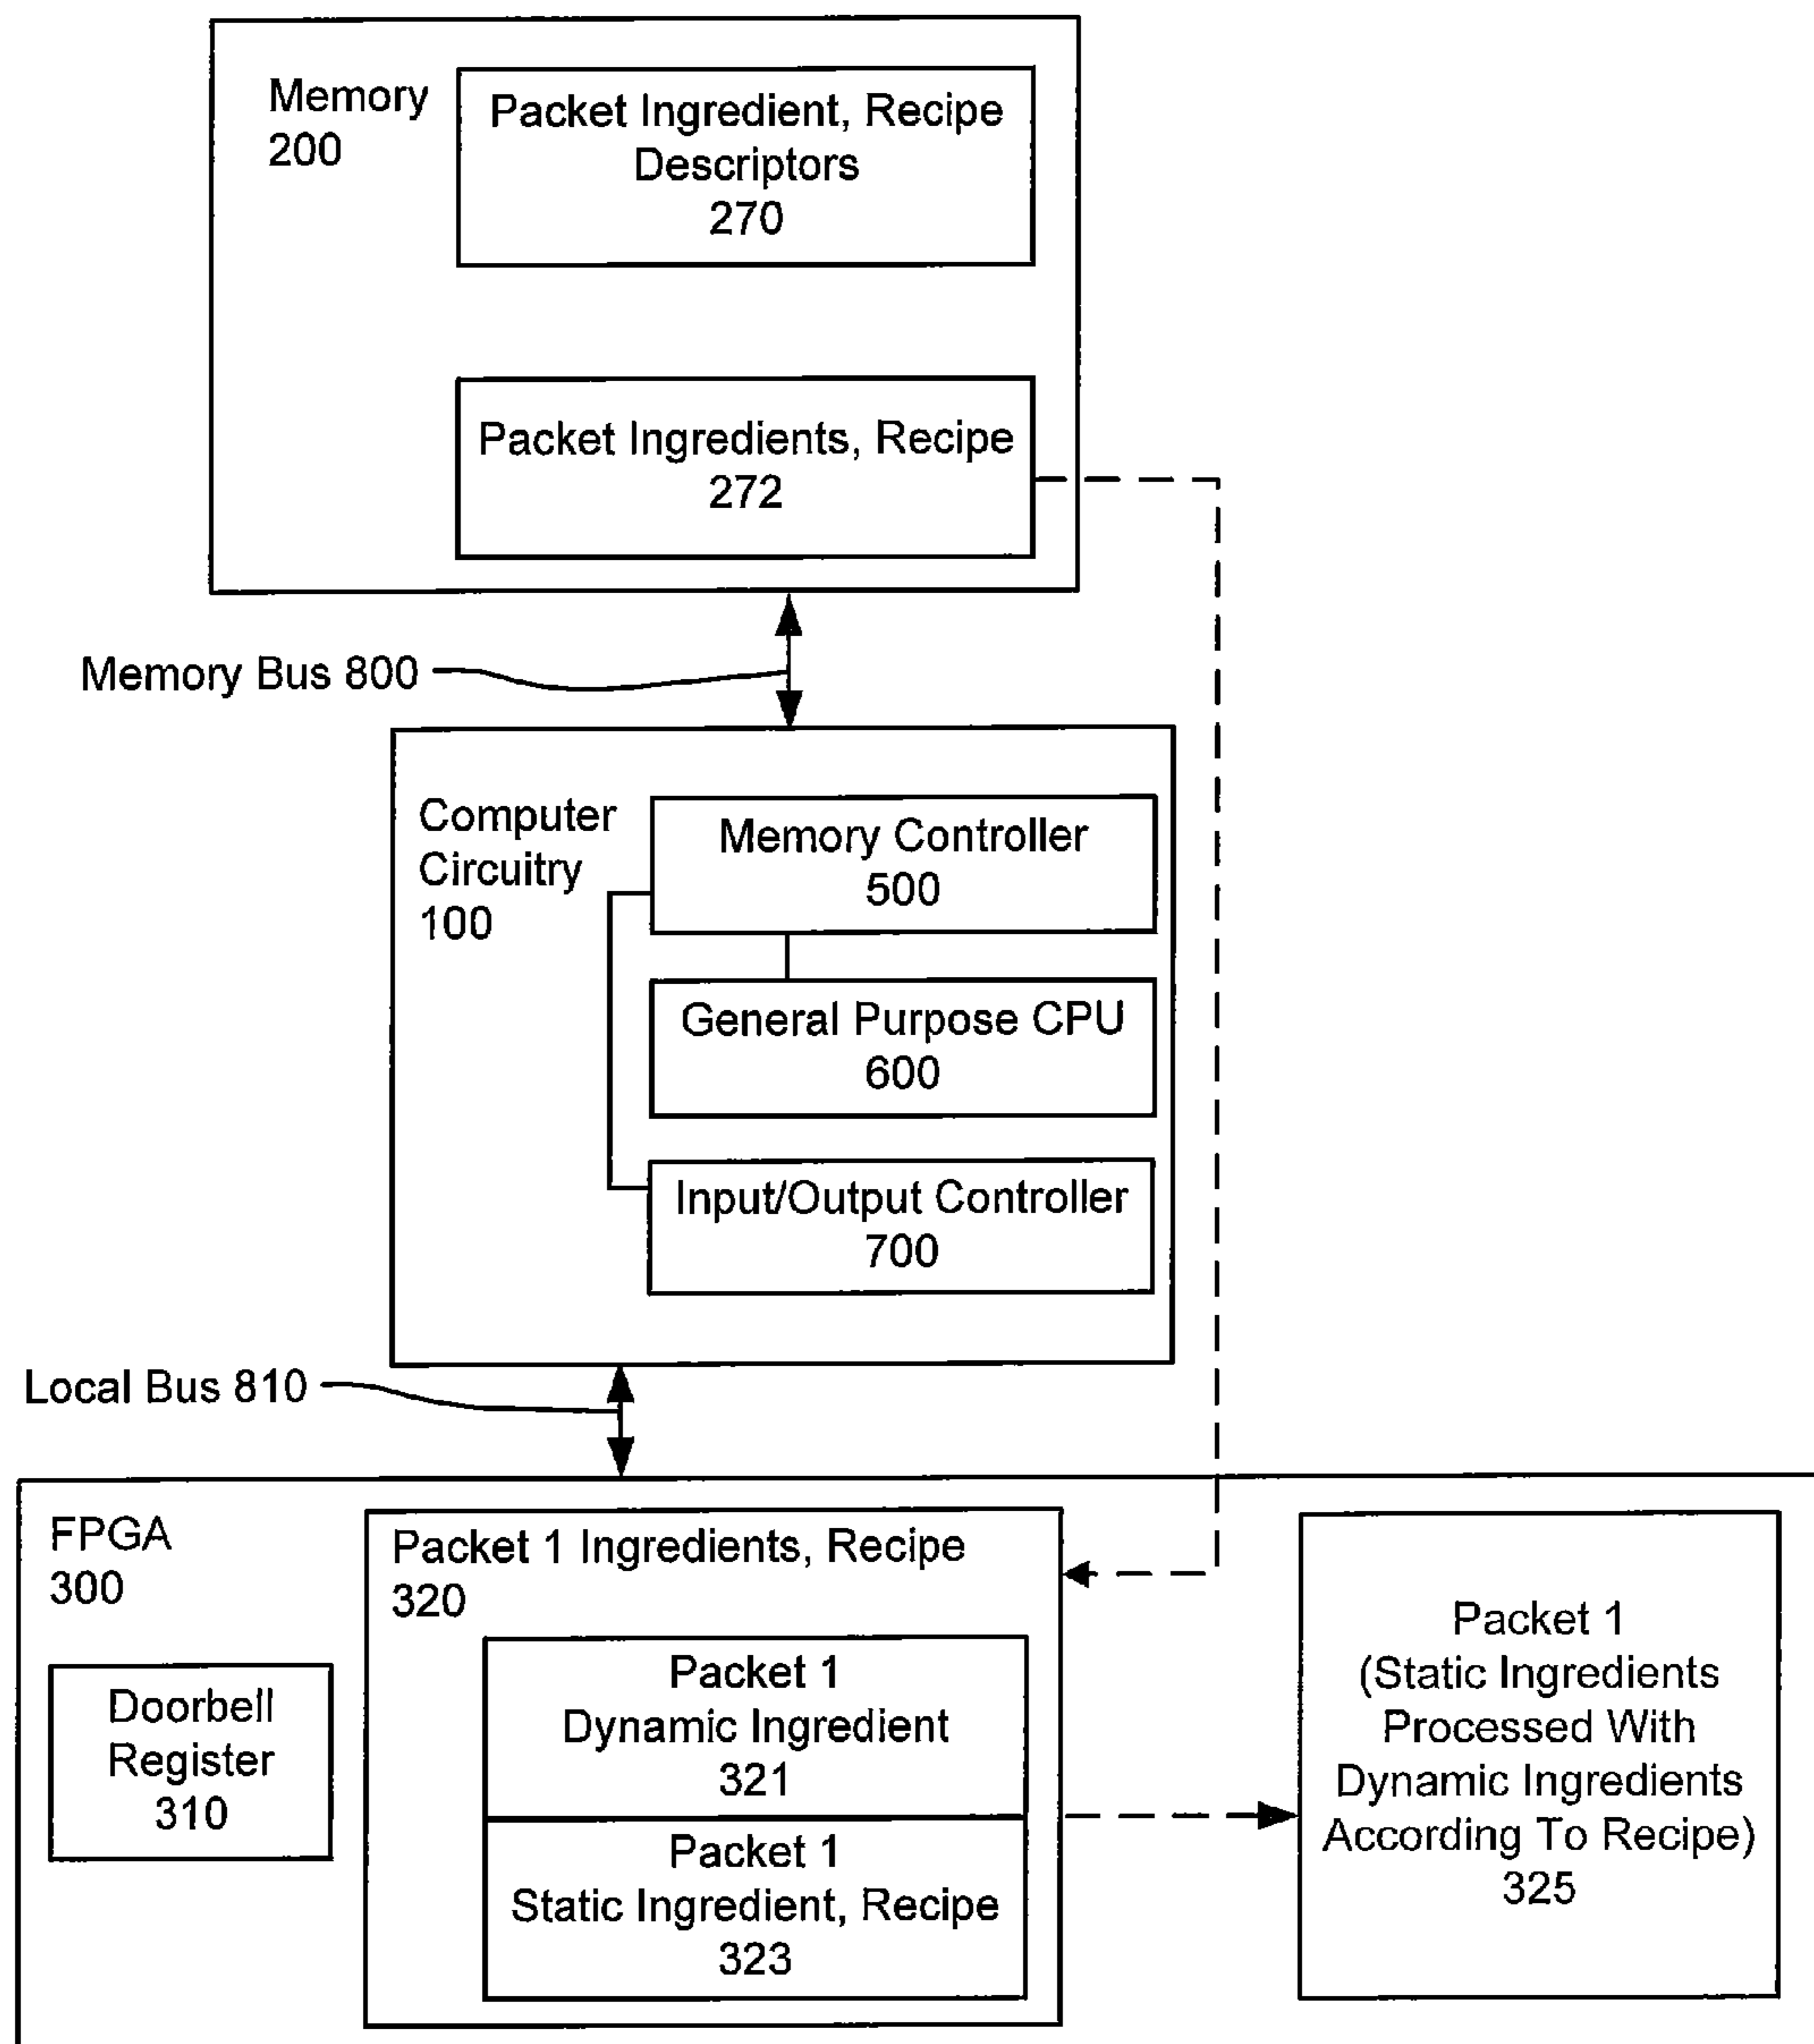 Memory
200
Packet Ingredient, Recipe
Descriptors
270
Packet Ingredients, Recipe
272
Memory Bus 800
Computer
Circuitry
100
Memory Controller
500
General Purpose CPU
600
Input/Output Controller
700
Local Bus 810
FPGA
300
Doorbell
Register
310
Packet 1 Ingredients, Recipe
320
Packet 1
Dynamic Ingredient
321
Packet 1
Static Ingredient, Recipe
323
Packet 1
(Static Ingredients
Processed With
Dynamic Ingredients
According To Recipe)
325